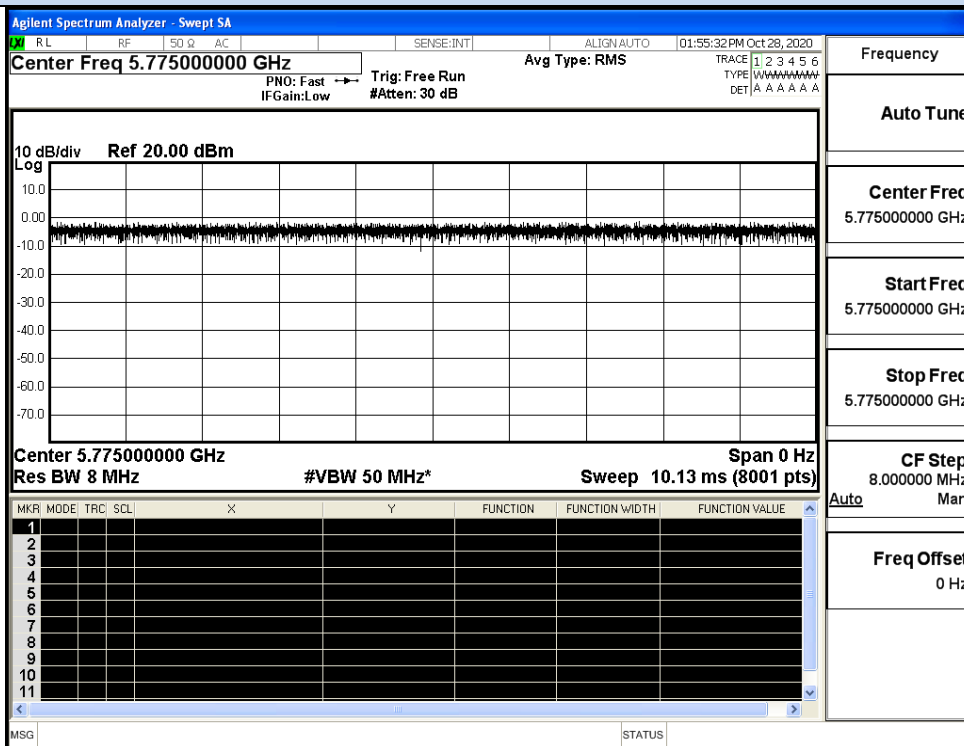 Agilent Spectrum Analyzer - Swept SA
LXI RL RF 50 Ω AC SENSE:INT ALIGN AUTO 01:55:32 PM Oct 28, 2020
Center Freq 5.775000000 GHz
PNO: Fast
IFGain:Low
Trig: Free Run
#Atten: 30 dB
Avg Type: RMS
TRACE 1 2 3 4 5 6
TYPE WWWWWW
DET A A A A A A
10 dB/div Ref 20.00 dBm
Log
10.0
0.00
-10.0
-20.0
-30.0
-40.0
-50.0
-60.0
-70.0
Center 5.775000000 GHz Span 0 Hz
Res BW 8 MHz #VBW 50 MHz* Sweep 10.13 ms (8001 pts)
MKR MODE TRC SCL X Y FUNCTION FUNCTION WIDTH FUNCTION VALUE
1
2
3
4
5
6
7
8
9
10
11
MSG STATUS
Frequency
Auto Tune
Center Freq
5.775000000 GHz
Start Freq
5.775000000 GHz
Stop Freq
5.775000000 GHz
CF Step
8.000000 MHz
Auto Man
Freq Offset
0 Hz